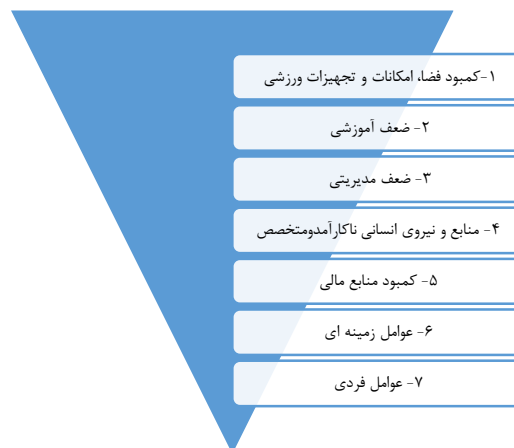 ۱-کمبود فضا، امکانات و تجهیزات ورزشی
۲- ضعف آموزشی
۳- ضعف مدیریتی
۴- منابع و نیروی انسانی ناکارآمدومتخصص
۵- کمبود منابع مالی
۶- عوامل زمینه ای
۷- عوامل فردی